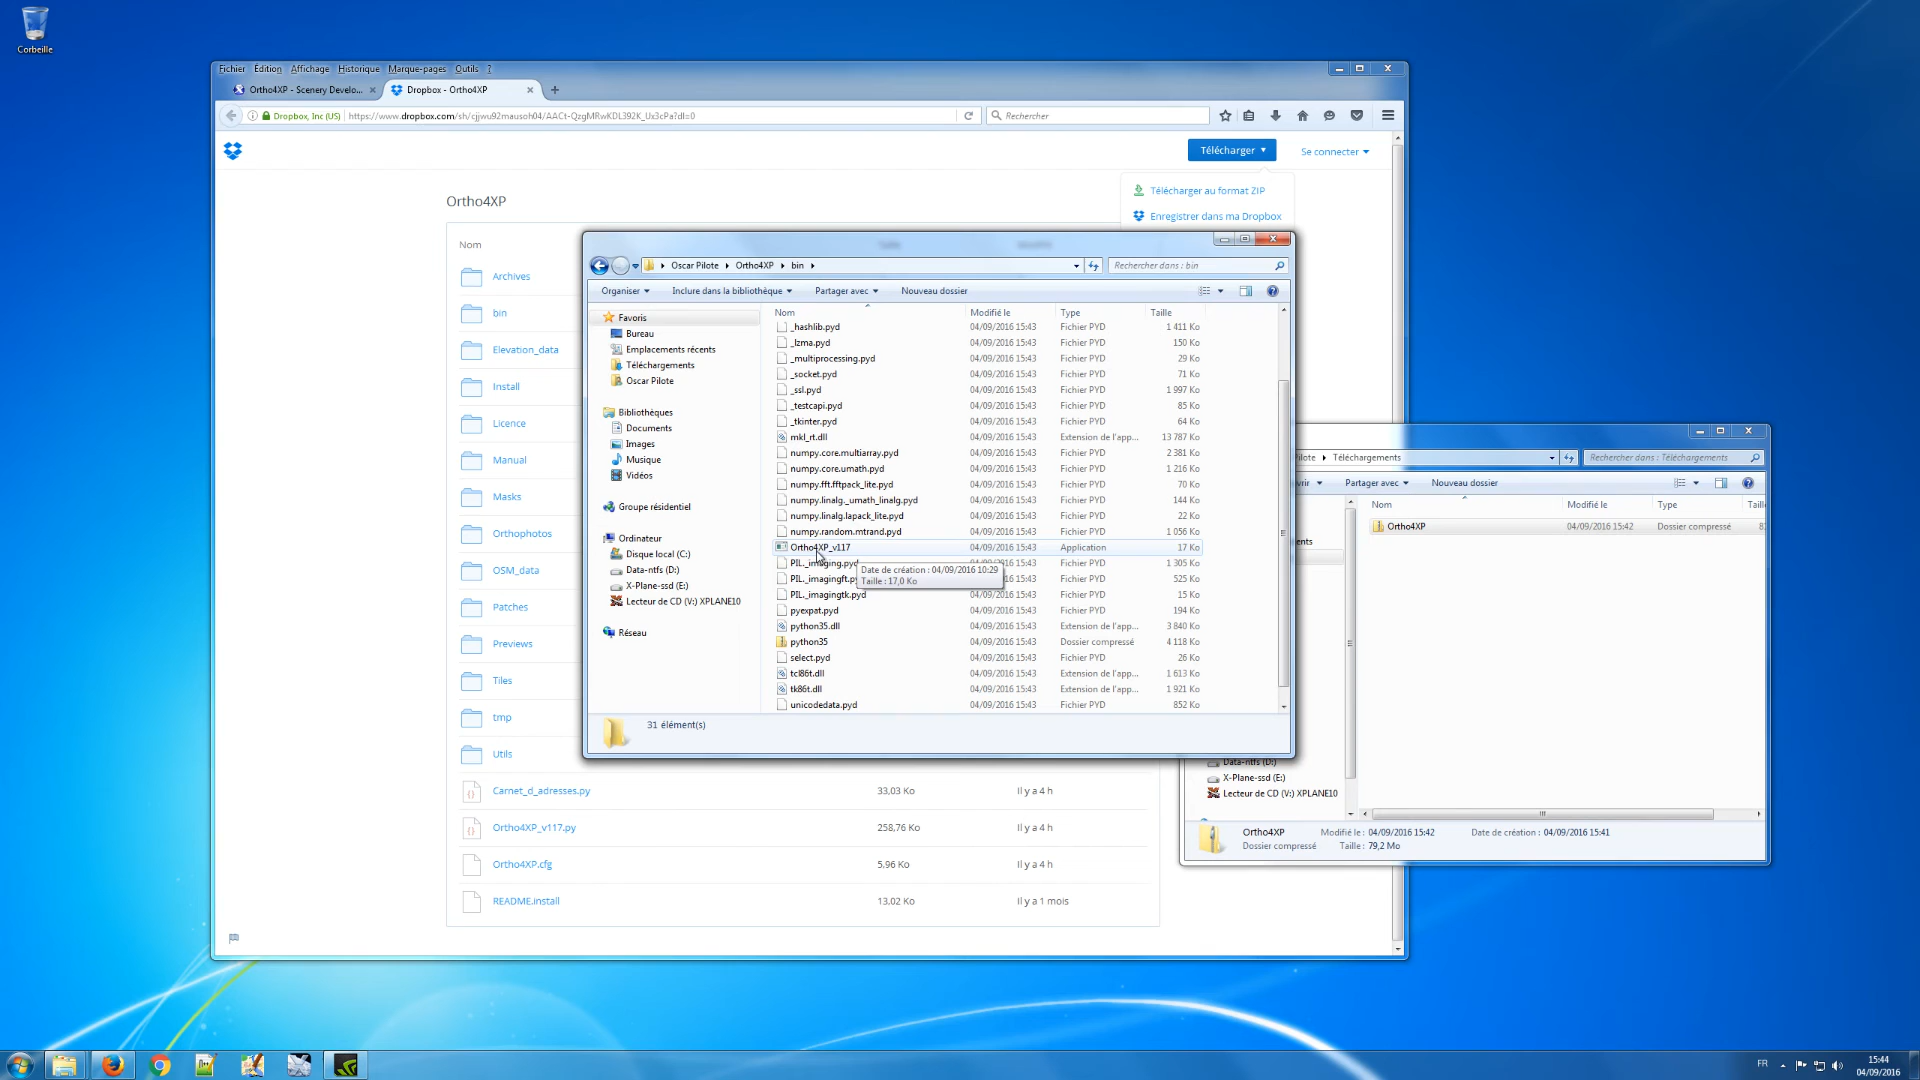 Corbeille
Fichier Édition Affichage Historique Marque-pages Outils ?
Ortho4XP - Scenery Develo...
Dropbox - Ortho4XP
Dropbox, Inc (US) https://www.dropbox.com/sh/cjjwu92mausoh04/AACt-QzgMRwKDL392K_Ux3cPa?dl=0
Rechercher
Télécharger
Se connecter
Télécharger au format ZIP
Enregistrer dans ma Dropbox
Ortho4XP
Nom
Archives
bin
Elevation_data
Install
Licence
Manual
Masks
Orthophotos
OSM_data
Patches
Previews
Tiles
tmp
Utils
Carnet_d_adresses.py 33,03 Ko Il y a 4 h
Ortho4XP_v117.py 258,76 Ko Il y a 4 h
Ortho4XP.cfg 5.96 Ko Il y a 4 h
README.install 13.02 Ko Il y a 1 mois
Oscar Pilote Ortho4XP bin
Rechercher dans : bin
Organiser Inclure dans la bibliothèque Partager avec Nouveau dossier
Favoris
Bureau
Emplacements récents
Téléchargements
Oscar Pilote
Bibliothèques
Documents
Images
Musique
Vidéos
Groupe résidentiel
Ordinateur
Disque local (C:)
Data-ntfs (D:)
X-Plane-ssd (E:)
Lecteur de CD (V:) XPLANE10
Réseau
Nom Modifié le Type Taille
_hashlib.pyd 04/09/2016 15:43 Fichier PYD 1 411 Ko
_lzma.pyd 04/09/2016 15:43 Fichier PYD 150 Ko
_multiprocessing.pyd 04/09/2016 15:43 Fichier PYD 29 Ko
_socket.pyd 04/09/2016 15:43 Fichier PYD 71 Ko
_ssl.pyd 04/09/2016 15:43 Fichier PYD 1 997 Ko
_testcapi.pyd 04/09/2016 15:43 Fichier PYD 85 Ko
_tkinter.pyd 04/09/2016 15:43 Fichier PYD 64 Ko
mkl_rt.dll 04/09/2016 15:43 Extension de l'app... 13 787 Ko
numpy.core.multiarray.pyd 04/09/2016 15:43 Fichier PYD 2 381 Ko
numpy.core.umath.pyd 04/09/2016 15:43 Fichier PYD 1 216 Ko
numpy.fft.fftpack_lite.pyd 04/09/2016 15:43 Fichier PYD 70 Ko
numpy.linalg._umath_linalg.pyd 04/09/2016 15:43 Fichier PYD 144 Ko
numpy.linalg.lapack_lite.pyd 04/09/2016 15:43 Fichier PYD 22 Ko
numpy.random.mtrand.pyd 04/09/2016 15:43 Fichier PYD 1 056 Ko
Ortho4XP_v117 04/09/2016 15:43 Application 17 Ko
PIL._imaging.pyd 04/09/2016 15:43 Fichier PYD 1 305 Ko
PIL._imagingft.py 04/09/2016 15:43 Fichier PYD 525 Ko
PIL._imagingtk.pyd 04/09/2016 15:43 Fichier PYD 15 Ko
pyexpat.pyd 04/09/2016 15:43 Fichier PYD 194 Ko
python35.dll 04/09/2016 15:43 Extension de l'app... 3 840 Ko
python35 04/09/2016 15:43 Dossier compressé 4 118 Ko
select.pyd 04/09/2016 15:43 Fichier PYD 26 Ko
tcl86t.dll 04/09/2016 15:43 Extension de l'app... 1 613 Ko
tk86t.dll 04/09/2016 15:43 Extension de l'app... 1 921 Ko
unicodedata.pyd 04/09/2016 15:43 Fichier PYD 852 Ko
Date de création : 04/09/2016 10:29
Taille : 17,0 Ko
31 élément(s)
ilote Téléchargements
Rechercher dans : Téléchargements
vrir Partager avec Nouveau dossier
Nom Modifié le Type Taill
Ortho4XP 04/09/2016 15:42 Dossier compressé
ents
Data-ntfs (D:)
X-Plane-ssd (E:)
Lecteur de CD (V:) XPLANE10
Ortho4XP Modifié le : 04/09/2016 15:42 Date de création : 04/09/2016 15:41
Dossier compressé Taille : 79,2 Mo
FR
15:44
04/09/2016